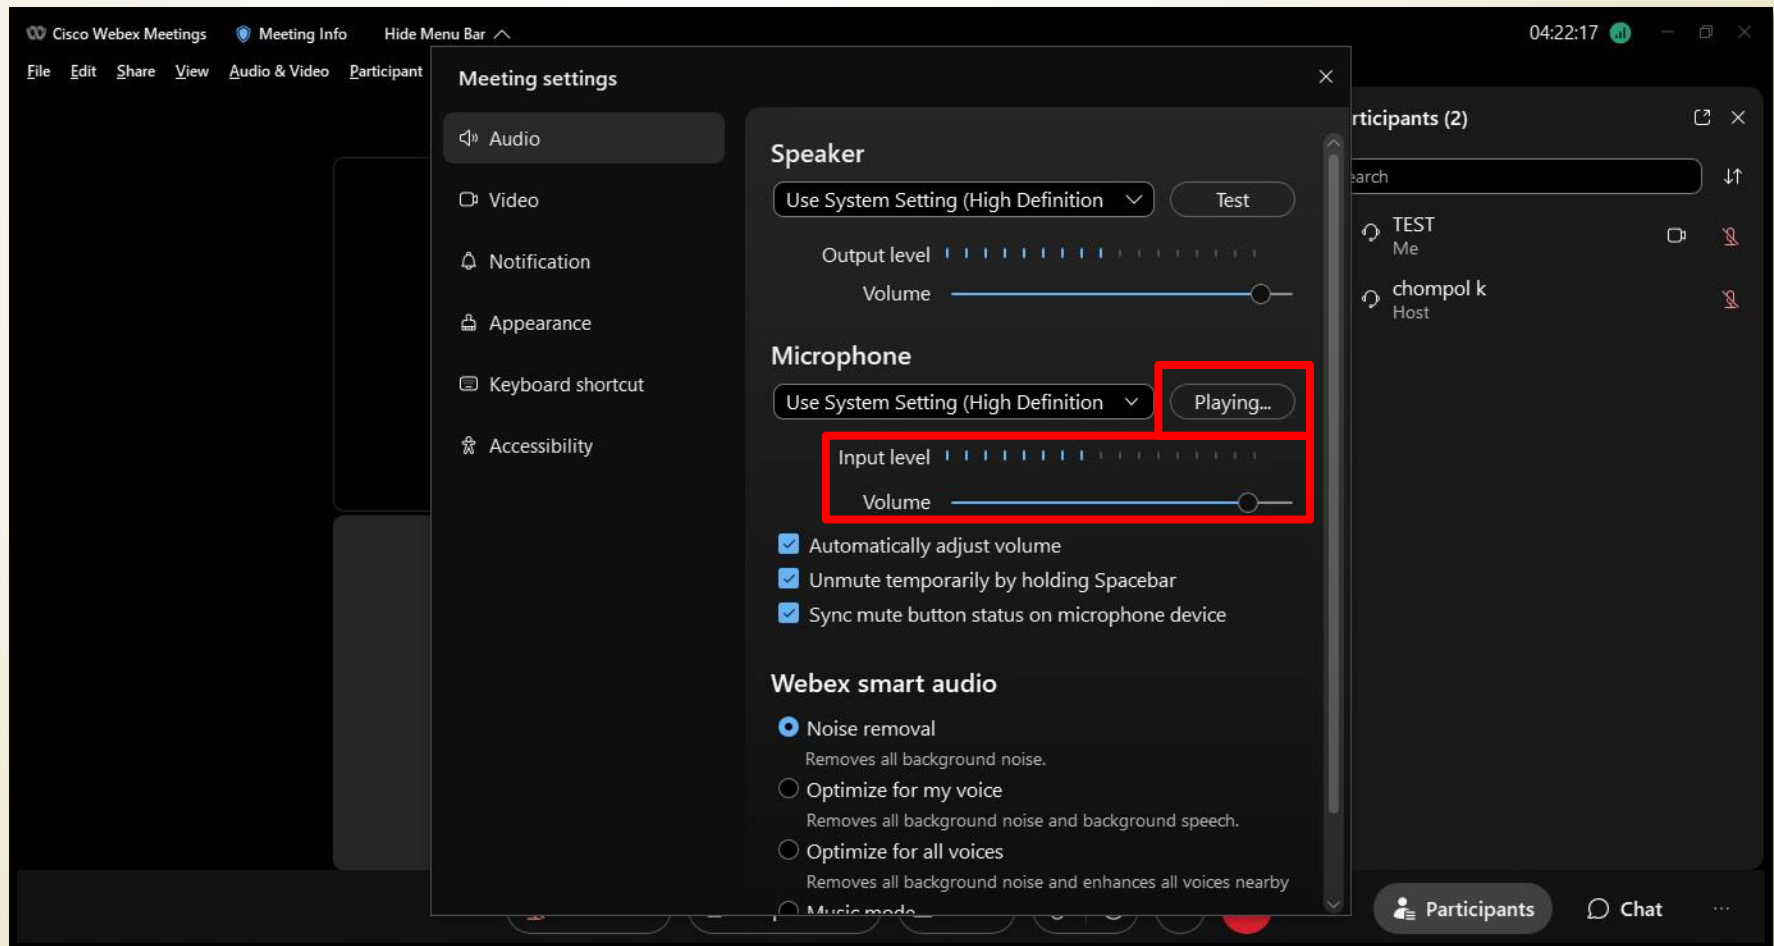 Cisco Webex Meetings Meeting Info Hide Menu Bar 04:22:17
File Edit Share View Audio & Video Participant
Meeting settings
Audio
Video
Notification
Appearance
Keyboard shortcut
Accessibility
Speaker
Use System Setting (High Definition Test
Output level
Volume
Microphone
Use System Setting (High Definition Playing...
Input level
Volume
Automatically adjust volume
Unmute temporarily by holding Spacebar
Sync mute button status on microphone device
Webex smart audio
Noise removal
Removes all background noise.
Optimize for my voice
Removes all background noise and background speech.
Optimize for all voices
Removes all background noise and enhances all voices nearby
Music mode
rticipants (2)
earch
TEST
Me
chompol k
Host
Participants Chat ...